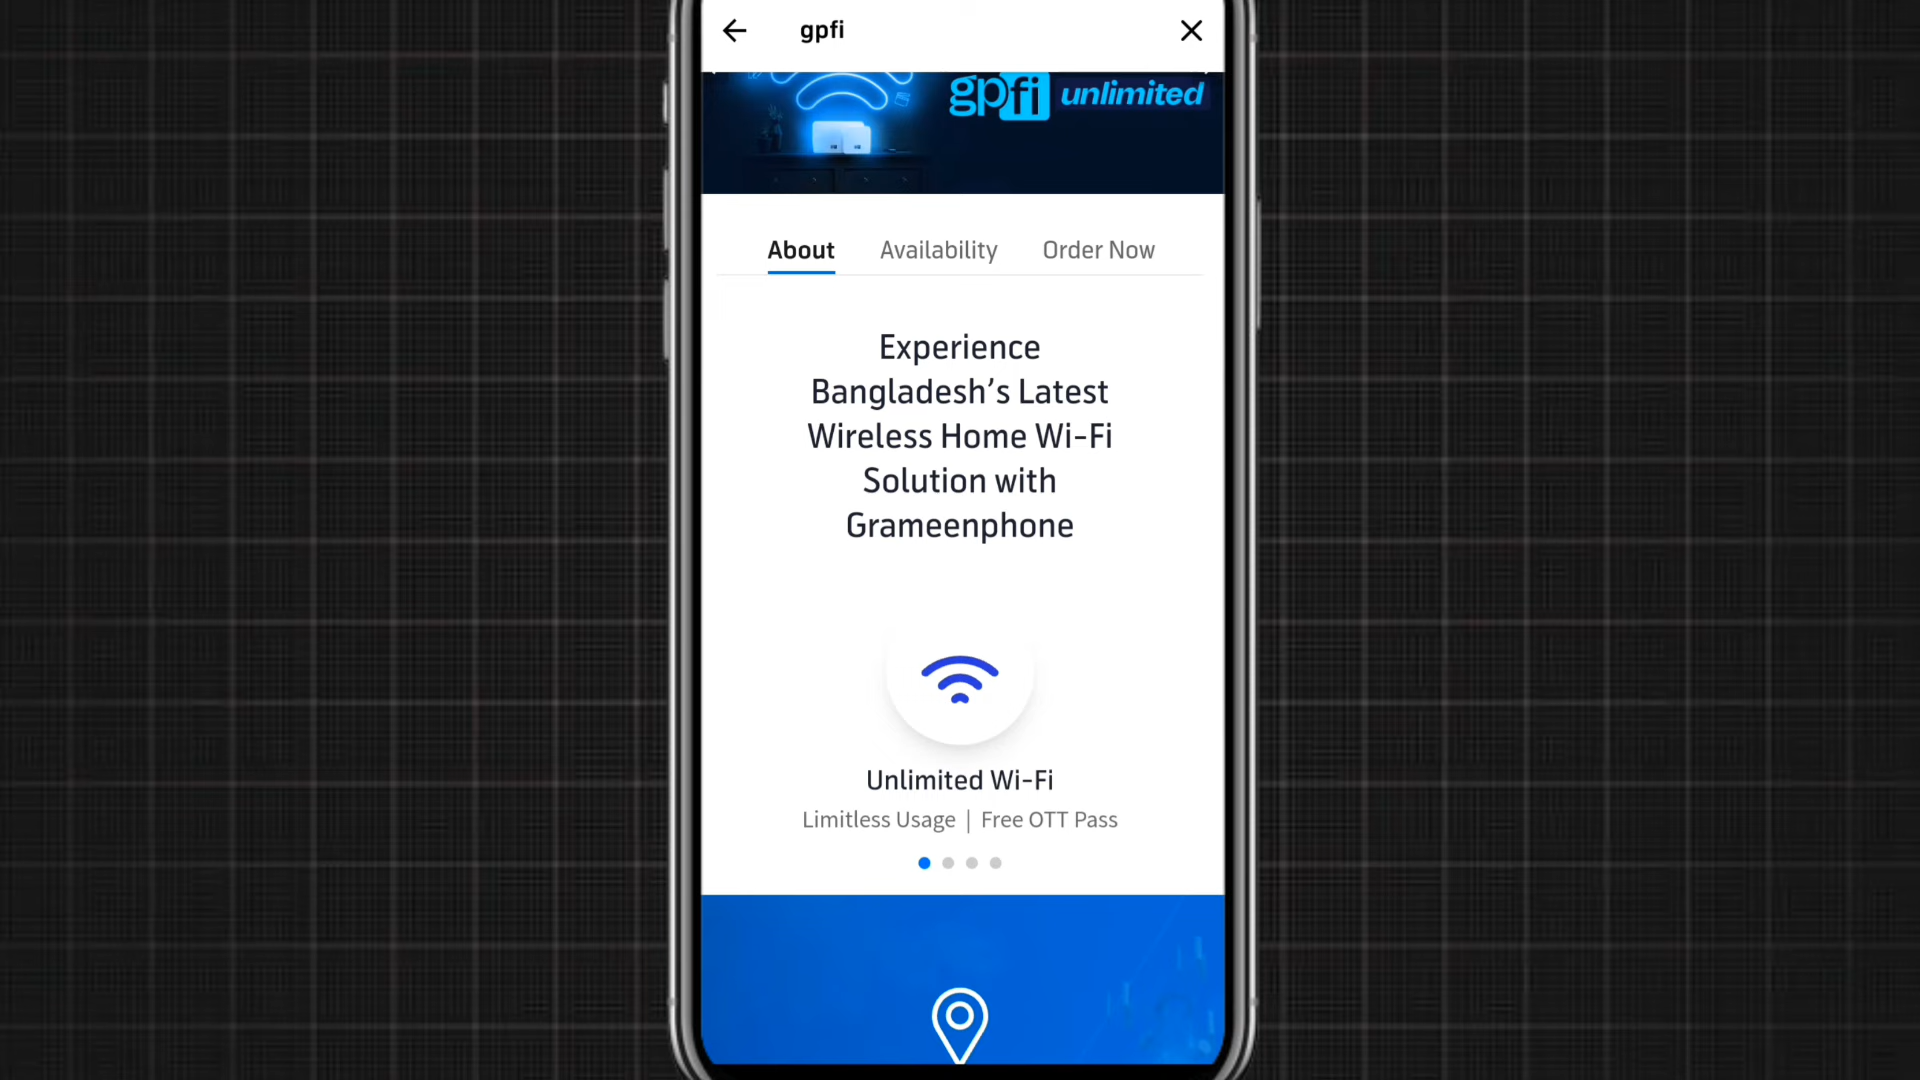 gpfi
gpfi unlimited
About Availability Order Now
Experience
Bangladesh’s Latest
Wireless Home Wi-Fi
Solution with
Grameenphone
Unlimited Wi-Fi
Limitless Usage | Free OTT Pass